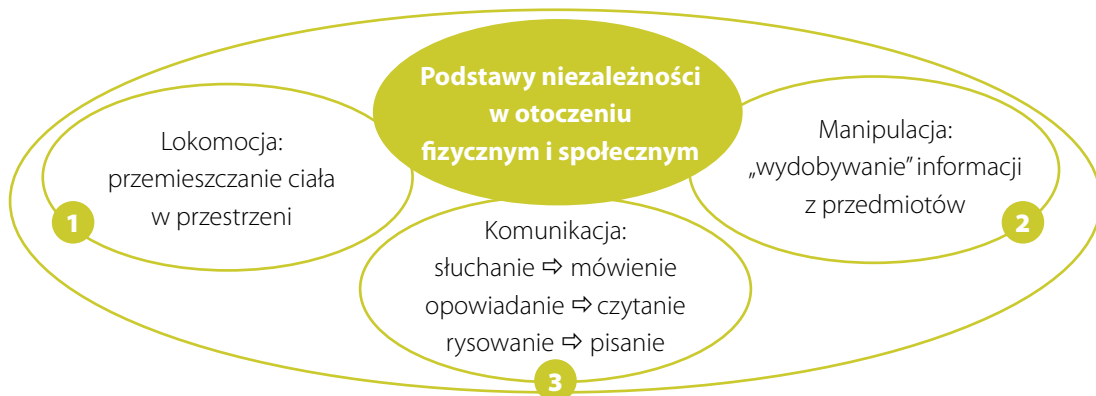 Podstawy niezależności
w otoczeniu
fizycznym i społecznym
Lokomocja:
przemieszczanie ciała
w przestrzeni
1
Manipulacja:
„wydobywanie” informacji
z przedmiotów
2
Komunikacja:
słuchanie ⇨ mówienie
opowiadanie ⇨ czytanie
rysowanie ⇨ pisanie
3